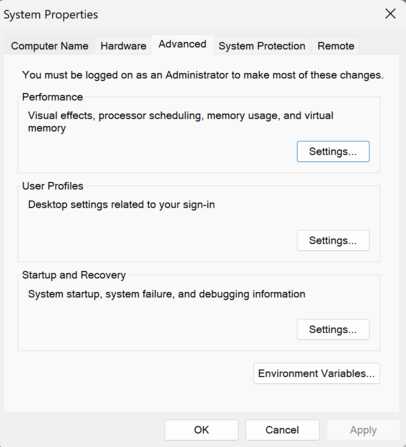 System Properties
Computer Name Hardware Advanced System Protection Remote
You must be logged on as an Administrator to make most of these changes.
Performance
Visual effects, processor scheduling, memory usage, and virtual
memory
Settings...
User Profiles
Desktop settings related to your sign-in
Settings...
Startup and Recovery
System startup, system failure, and debugging information
Settings...
Environment Variables...
OK Cancel Apply